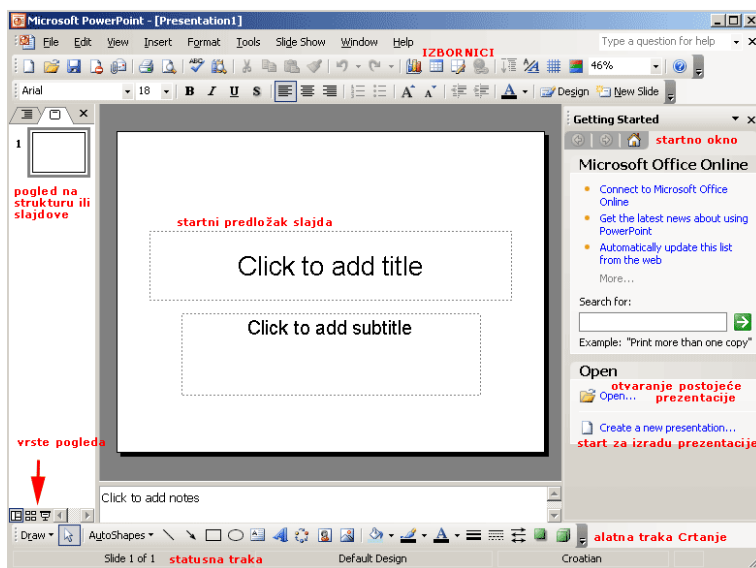 Microsoft PowerPoint - [Presentation1]
File Edit View Insert Format Tools Slide Show Window Help
Type a question for help
IZBORNICI
46%
Arial
18
B I U S
Design
New Slide
1
pogled na
strukturu ili
slajdove
startni predložak slajda
Click to add title
Click to add subtitle
Getting Started
startno okno
Microsoft Office Online
Connect to Microsoft Office
Online
Get the latest news about using
PowerPoint
Automatically update this list
from the web
More...
Search for:
Example: "Print more than one copy"
Open
otvaranje postojeće
prezentacije
Open...
Create a new presentation...
start za izradu prezentacije
vrste pogleda
Click to add notes
Draw
AutoShapes
alatna traka Crtanje
Slide 1 of 1
statusna traka
Default Design
Croatian